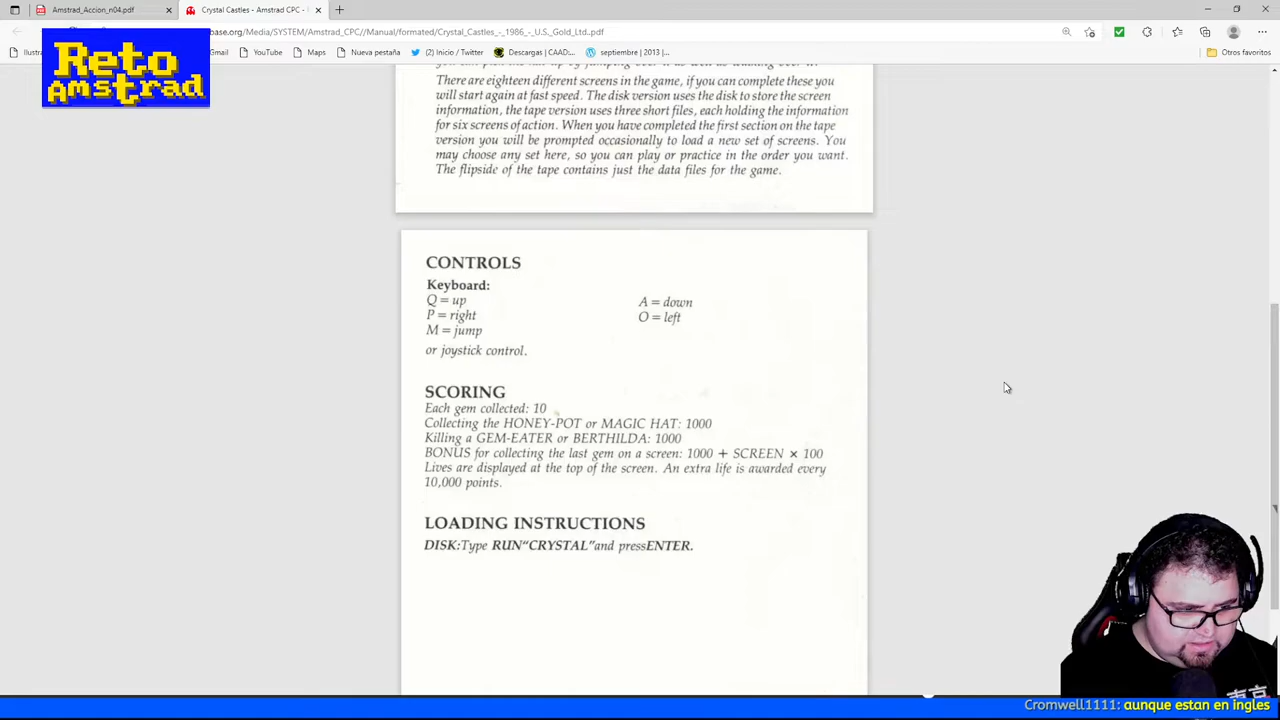 Amstrad_Accion_n04.pdf
Crystal Castles - Amstrad CPC -
base.org/Media/SYSTEM/Amstrad_CPC//Manual/formated/Crystal_Castles_-_1986_-_U.S._Gold_Ltd..pdf
Gmail
YouTube
Maps
Nueva pestaña
(2) Inicio / Twitter
Descargas | CAAD...
septiembre | 2013 |...
Otros favoritos
Reto
Amstrad
There are eighteen different screens in the game, if you can complete these you
will start again at fast speed. The disk version uses the disk to store the screen
information, the tape version uses three short files, each holding the information
for six screens of action. When you have completed the first section on the tape
version you will be prompted occasionally to load a new set of screens. You
may choose any set here, so you can play or practice in the order you want.
The flipside of the tape contains just the data files for the game.
CONTROLS
Keyboard:
Q = up
A = down
P = right
O = left
M = jump
or joystick control.
SCORING
Each gem collected: 10
Collecting the HONEY-POT or MAGIC HAT: 1000
Killing a GEM-EATER or BERTHILDA: 1000
BONUS for collecting the last gem on a screen: 1000 + SCREEN × 100
Lives are displayed at the top of the screen. An extra life is awarded every
10,000 points.
LOADING INSTRUCTIONS
DISK:Type RUN“CRYSTAL”and pressENTER.
Cromwell1111: aunque estan en ingles